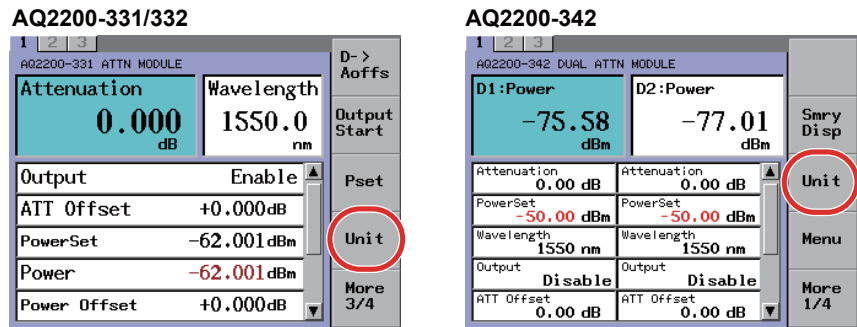 AQ2200-331/332
1 2 3
AQ2200-331 ATTN MODULE
Attenuation
0.000
dB
Wavelength
1550.0
nm
Output Enable
ATT Offset +0.000dB
PowerSet -62.001dBm
Power -62.001dBm
Power Offset +0.000dB
D->
Aoffs
Output
Start
Pset
Unit
More
3/4
AQ2200-342
1 2 3
AQ2200-342 DUAL ATTN MODULE
D1:Power
-75.58
dBm
D2:Power
-77.01
dBm
Attenuation Attenuation
0.00 dB 0.00 dB
PowerSet PowerSet
-50.00 dBm -50.00 dBm
Wavelength Wavelength
1550 nm 1550 nm
Output Output
Disable Disable
ATT Offset ATT Offset
0.00 dB 0.00 dB
Smry
Disp
Unit
Menu
More
1/4